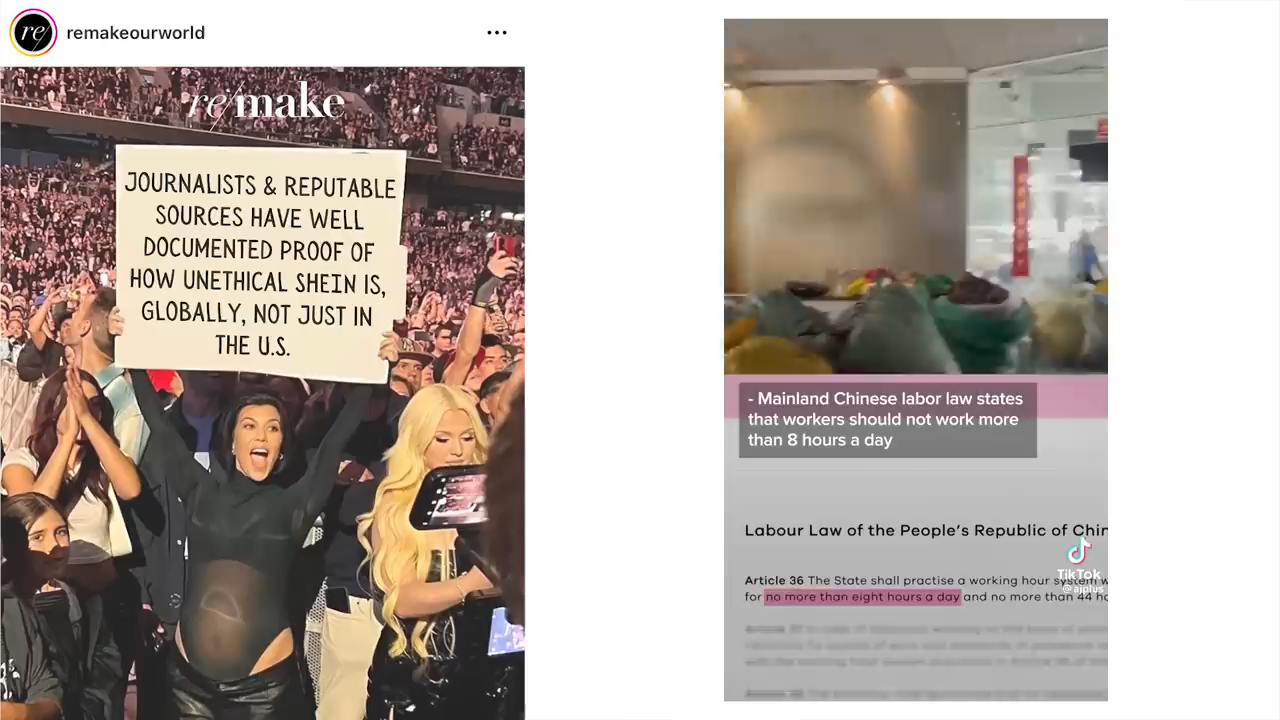 re/
remakeourworld
re/make
JOURNALISTS & REPUTABLE
SOURCES HAVE WELL
DOCUMENTED PROOF OF
HOW UNETHICAL SHEIN IS,
GLOBALLY, NOT JUST IN
THE U.S.
- Mainland Chinese labor law states
that workers should not work more
than 8 hours a day
Labour Law of the People's Republic of Chin
Article 36 The State shall practise a working hour system w
for no more than eight hours a day and no more than 44 ho
TikTok
@ajplus